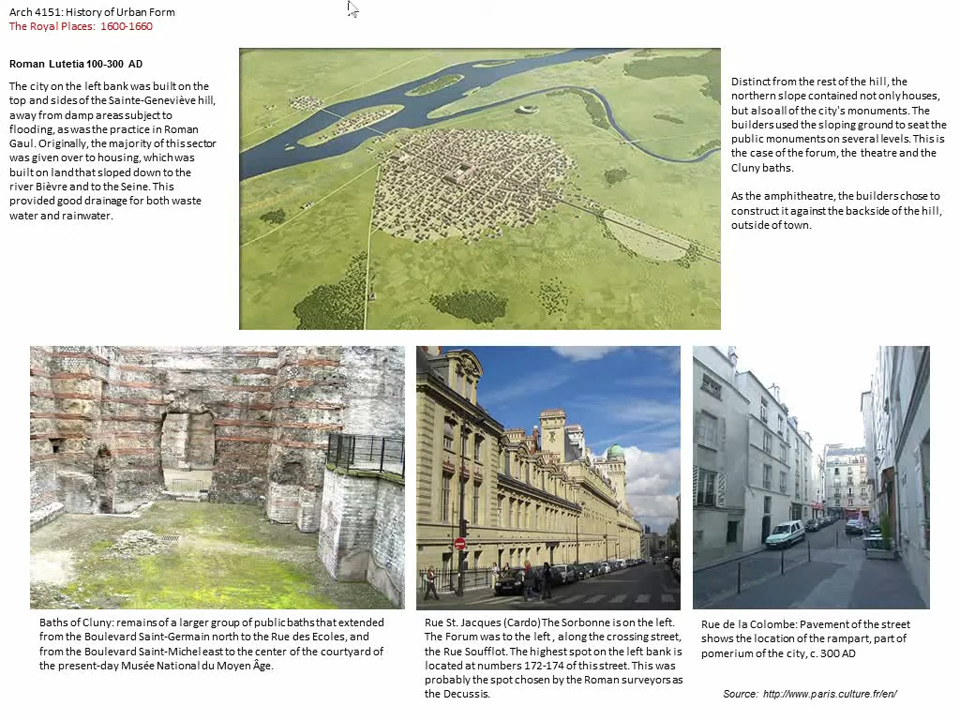 Arch 4151: History of Urban Form
The Royal Places: 1600-1660
Roman Lutetia 100-300 AD
The city on the left bank was built on the
top and sides of the Sainte-Geneviève hill,
away from damp areas subject to
flooding, as was the practice in Roman
Gaul. Originally, the majority of this sector
was given over to housing, which was
built on land that sloped down to the
river Bièvre and to the Seine. This
provided good drainage for both waste
water and rainwater.
Distinct from the rest of the hill, the
northern slope contained not only houses,
but also all of the city's monuments. The
builders used the sloping ground to seat the
public monuments on several levels. This is
the case of the forum, the theatre and the
Cluny baths.
As the amphitheatre, the builders chose to
construct it against the backside of the hill,
outside of town.
Baths of Cluny: remains of a larger group of public baths that extended
from the Boulevard Saint-Germain north to the Rue des Ecoles, and
from the Boulevard Saint-Michel east to the center of the courtyard of
the present-day Musée National du Moyen Âge.
Rue St. Jacques (Cardo) The Sorbonne is on the left.
The Forum was to the left , along the crossing street,
the Rue Soufflot. The highest spot on the left bank is
located at numbers 172-174 of this street. This was
probably the spot chosen by the Roman surveyors as
the Decussis.
Rue de la Colombe: Pavement of the street
shows the location of the rampart, part of
pomerium of the city, c. 300 AD
Source: http://www.paris.culture.fr/en/